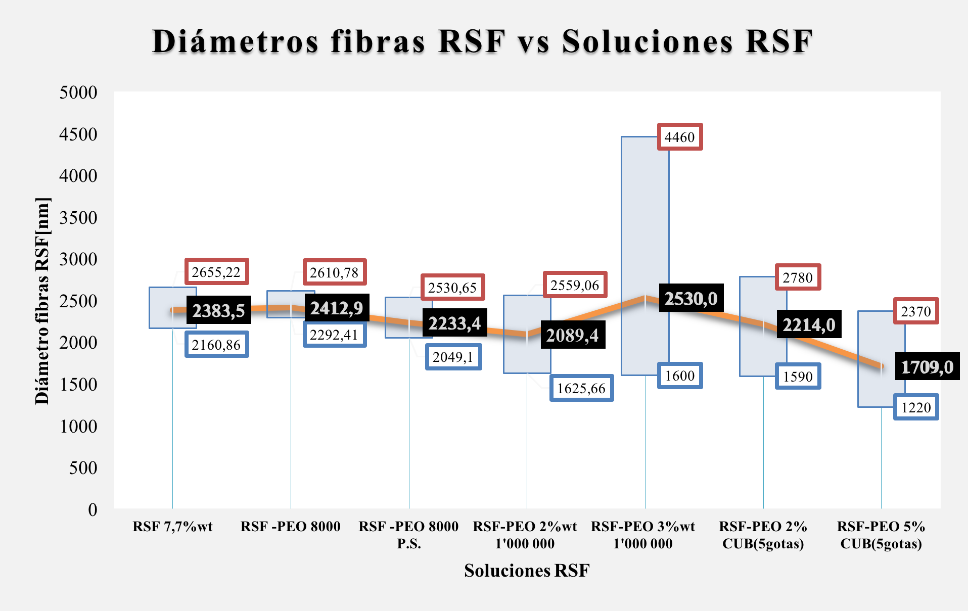 Diámetros fibras RSF vs Soluciones RSF
Diámetro fibras RSF[nm]
5000
4500
4000
3500
3000
2500
2000
1500
1000
500
0
2655,22
2383,5
2160,86
2610,78
2412,9
2292,41
2530,65
2233,4
2049,1
2559,06
2089,4
1625,66
4460
2530,0
1600
2780
2214,0
1590
2370
1709,0
1220
RSF 7,7%wt
RSF -PEO 8000
RSF -PEO 8000
P.S.
RSF-PEO 2%wt
1'000 000
RSF-PEO 3%wt
1'000 000
RSF-PEO 2%
CUB(5gotas)
RSF-PEO 5%
CUB(5gotas)
Soluciones RSF